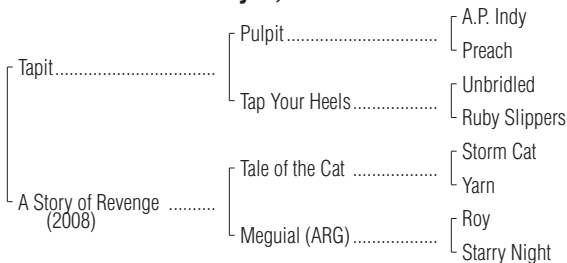 A.P. Indy
Pulpit
Preach
Tapit
Unbridled
Tap Your Heels
Ruby Slippers
Storm Cat
Tale of the Cat
Yarn
A Story of Revenge
(2008)
Roy
Meguial (ARG)
Starry Night